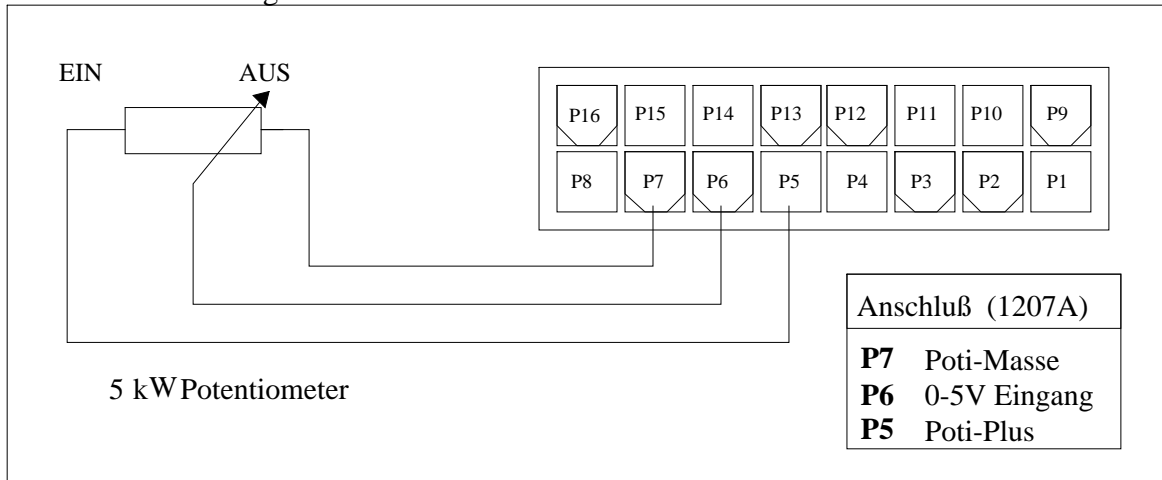 EIN AUS
P16 P15 P14 P13 P12 P11 P10 P9
P8 P7 P6 P5 P4 P3 P2 P1
Anschluß (1207A)
P7 Poti-Masse
P6 0-5V Eingang
P5 Poti-Plus
5 kW Potentiometer